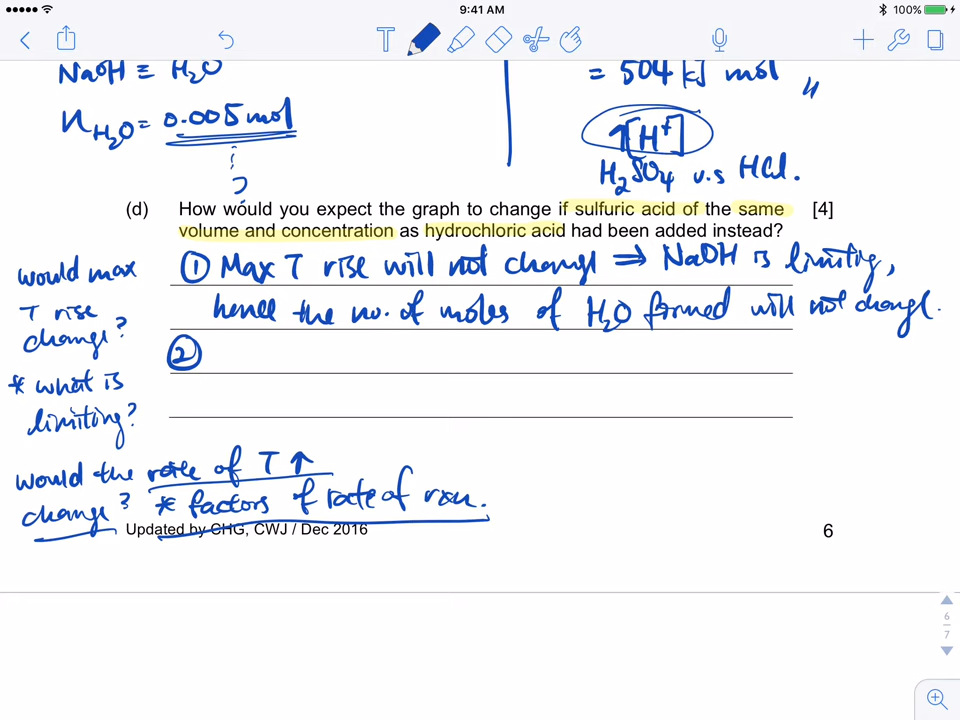 9:41 AM
100%
NaOH ≡ H2O
nH2O = 0.005 mol
?
= 504 kJ mol
↑[H+]
H2SO4 v.s HCl.
(d) How would you expect the graph to change if sulfuric acid of the same [4]
volume and concentration as hydrochloric acid had been added instead?
① Max T rise will not change ⇒ NaOH is limiting,
hence the no. of moles of H2O formed will not change.
②
would max
T rise
change?
* what is
limiting?
would the rate of T ↑
change? * factors of rate of rxn.
Updated by CHG, CWJ / Dec 2016
6
6
7